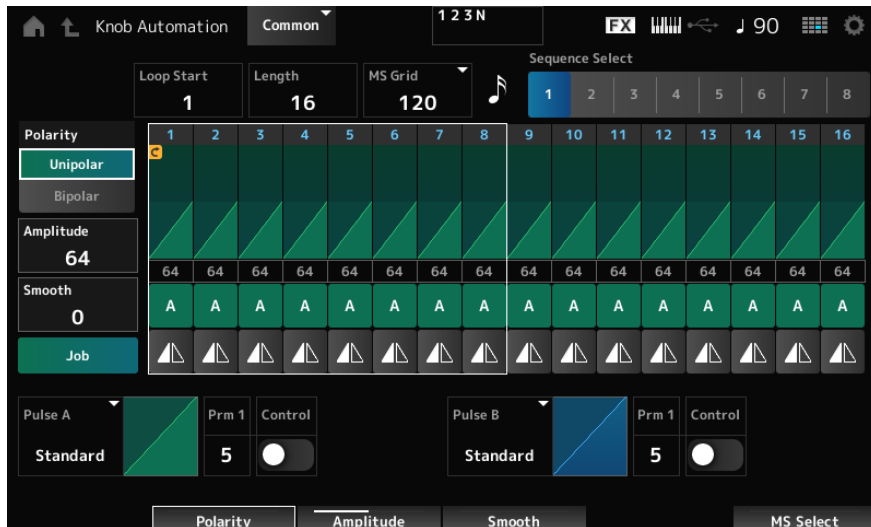 Knob Automation Common 1 2 3 N FX ♩ 90
Sequence Select
Loop Start Length MS Grid
1 16 120
1 2 3 4 5 6 7 8
Polarity
1 2 3 4 5 6 7 8 9 10 11 12 13 14 15 16
Unipolar
Bipolar
Amplitude
64
64 64 64 64 64 64 64 64 64 64 64 64 64 64 64 64
Smooth
0
A A A A A A A A A A A A A A A A
Job
Pulse A Prm 1 Control Pulse B Prm 1 Control
Standard 5 Standard 5
Polarity Amplitude Smooth MS Select